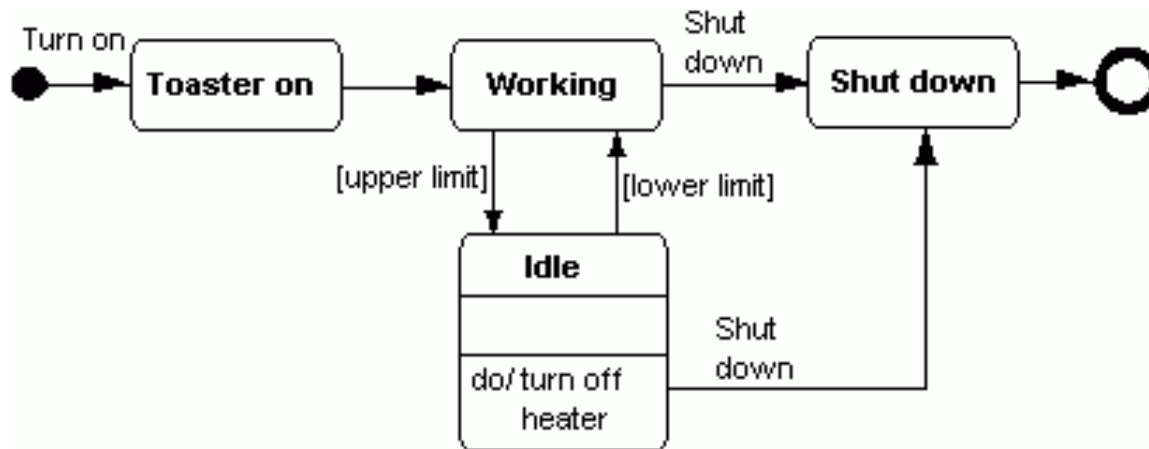 Turn on
Toaster on
Working
Shut
down
Shut down
[upper limit]
[lower limit]
Idle
do/ turn off
heater
Shut
down